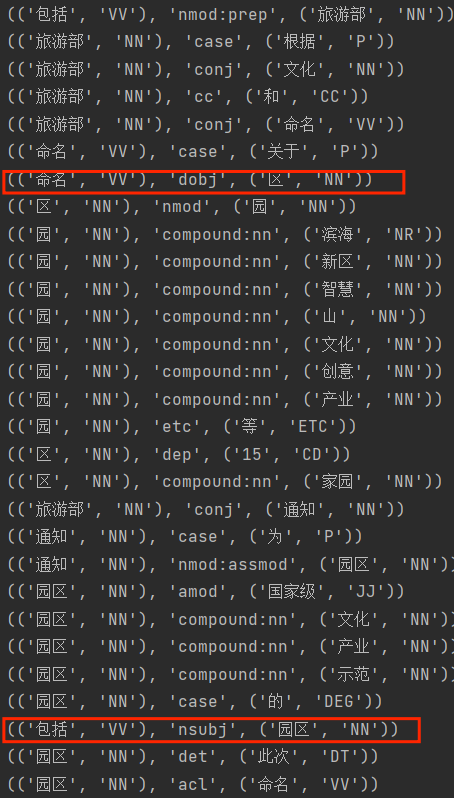 (('包括', 'VV'), 'nmod:prep', ('旅游部', 'NN'))
(('旅游部', 'NN'), 'case', ('根据', 'P'))
(('旅游部', 'NN'), 'conj', ('文化', 'NN'))
(('旅游部', 'NN'), 'cc', ('和', 'CC'))
(('旅游部', 'NN'), 'conj', ('命名', 'VV'))
(('命名', 'VV'), 'case', ('关于', 'P'))
(('命名', 'VV'), 'dobj', ('区', 'NN'))
(('区', 'NN'), 'nmod', ('园', 'NN'))
(('园', 'NN'), 'compound:nn', ('滨海', 'NR'))
(('园', 'NN'), 'compound:nn', ('新区', 'NN'))
(('园', 'NN'), 'compound:nn', ('智慧', 'NN'))
(('园', 'NN'), 'compound:nn', ('山', 'NN'))
(('园', 'NN'), 'compound:nn', ('文化', 'NN'))
(('园', 'NN'), 'compound:nn', ('创意', 'NN'))
(('园', 'NN'), 'compound:nn', ('产业', 'NN'))
(('园', 'NN'), 'etc', ('等', 'ETC'))
(('区', 'NN'), 'dep', ('15', 'CD'))
(('区', 'NN'), 'compound:nn', ('家园', 'NN'))
(('旅游部', 'NN'), 'conj', ('通知', 'NN'))
(('通知', 'NN'), 'case', ('为', 'P'))
(('通知', 'NN'), 'nmod:assmod', ('园区', 'NN'))
(('园区', 'NN'), 'amod', ('国家级', 'JJ'))
(('园区', 'NN'), 'compound:nn', ('文化', 'NN'))
(('园区', 'NN'), 'compound:nn', ('产业', 'NN'))
(('园区', 'NN'), 'compound:nn', ('示范', 'NN'))
(('园区', 'NN'), 'case', ('的', 'DEG'))
(('包括', 'VV'), 'nsubj', ('园区', 'NN'))
(('园区', 'NN'), 'det', ('此次', 'DT'))
(('园区', 'NN'), 'acl', ('命名', 'VV'))